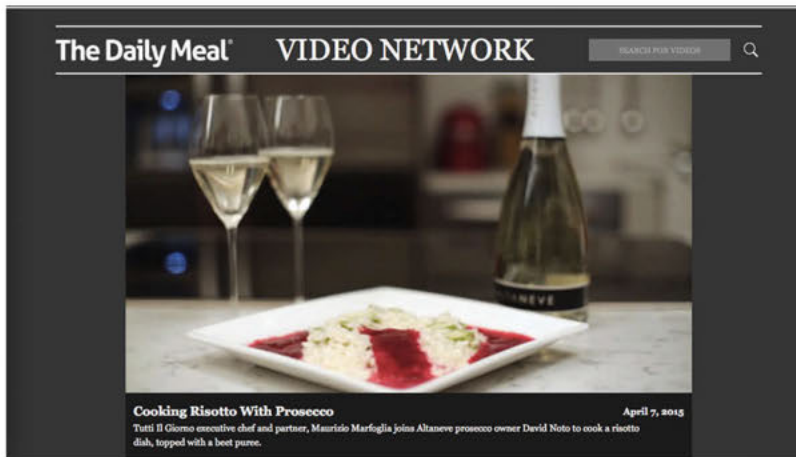 The Daily Meal® VIDEO NETWORK SEARCH FOR VIDEOS
ALTANEVE
Cooking Risotto With Prosecco April 7, 2015
Tutti Il Giorno executive chef and partner, Maurizio Marfoglia joins Altaneve prosecco owner David Noto to cook a risotto
dish, topped with a beet puree.